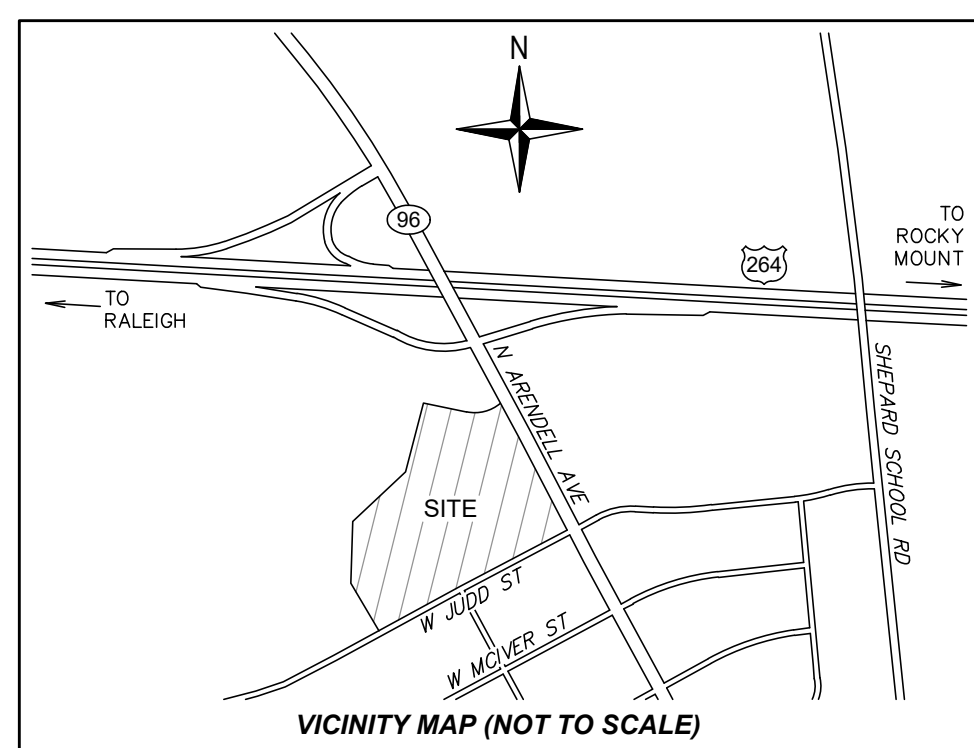 N
96
264
TO
ROCKY
MOUNT
TO
RALEIGH
N ARENDELL AVE
SHEPARD SCHOOL RD
SITE
W JUDD ST
W MCIVER ST
VICINITY MAP (NOT TO SCALE)